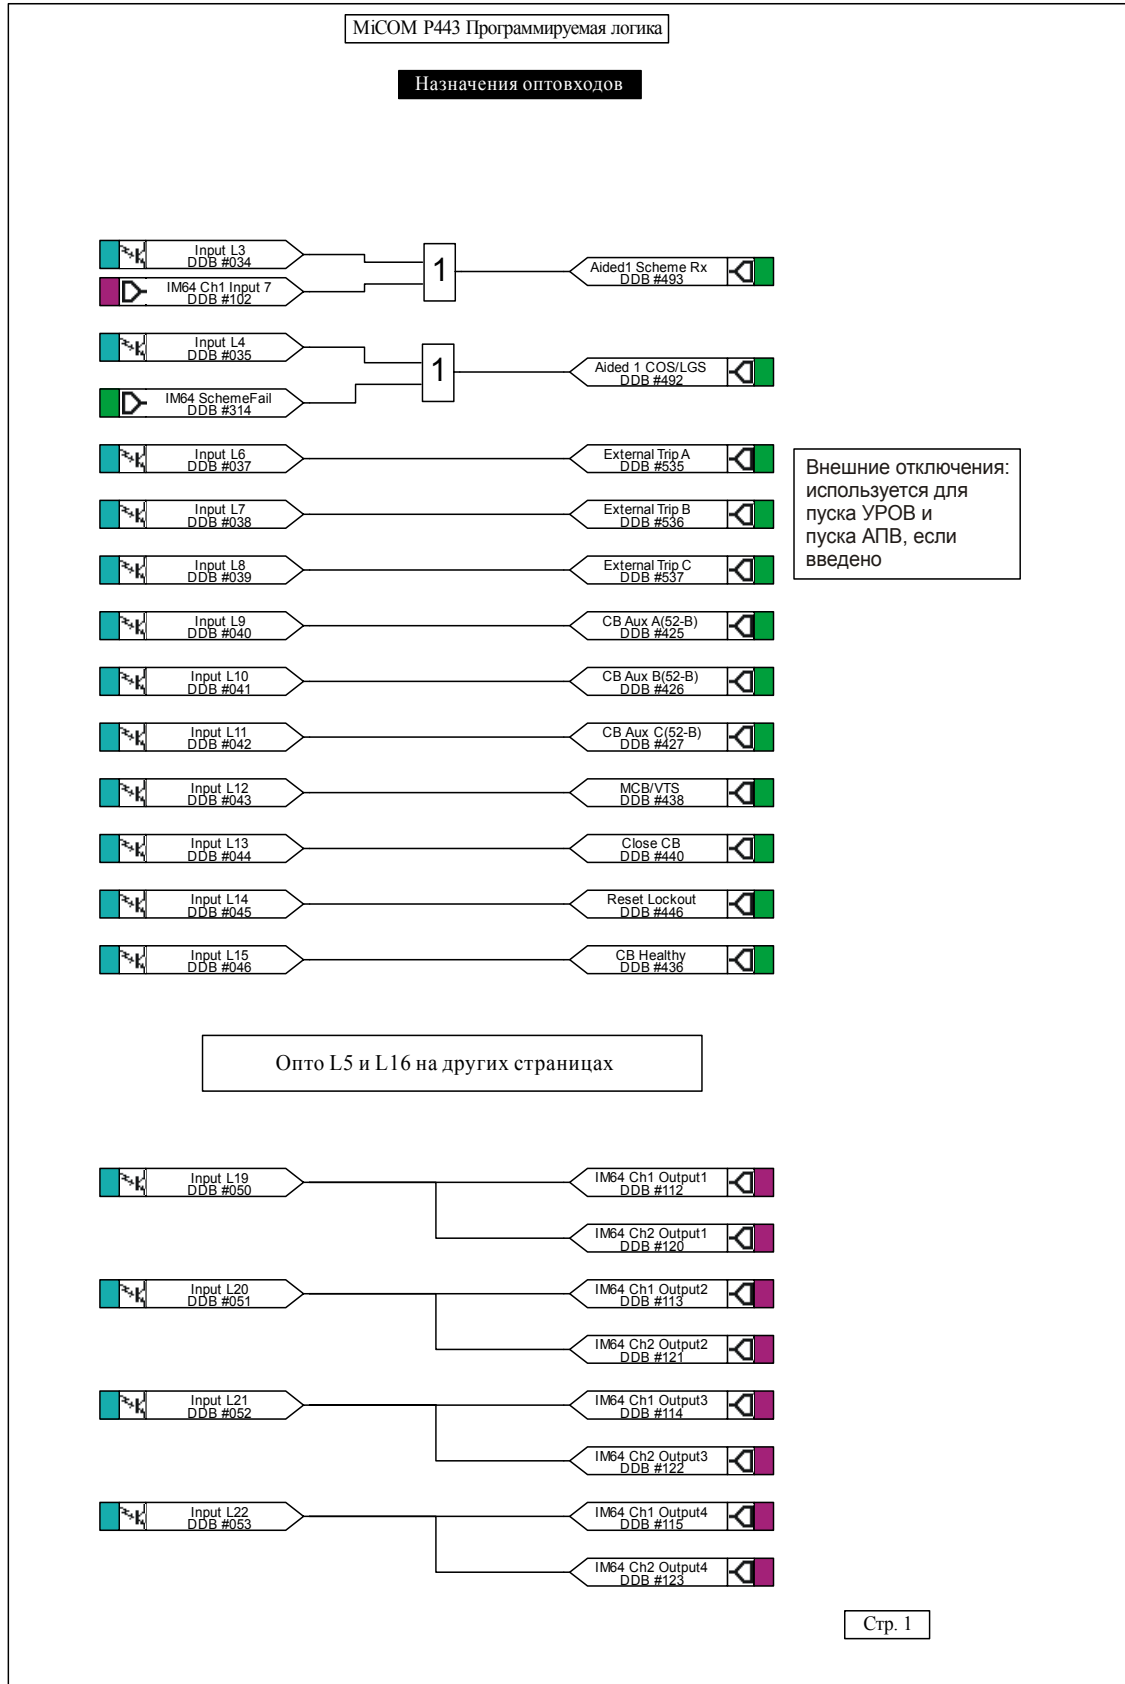 MiCOM P443 Программируемая логика
Назначения оптовходов
Input L3
DDB #034
IM64 Ch1 Input 7
DDB #102
1
Aided1 Scheme Rx
DDB #493
Input L4
DDB #035
IM64 SchemeFail
DDB #314
1
Aided 1 COS/LGS
DDB #492
Input L6
DDB #037
External Trip A
DDB #535
Внешние отключения:
используется для
пуска УРОВ и
пуска АПВ, если
введено
Input L7
DDB #038
External Trip B
DDB #536
Input L8
DDB #039
External Trip C
DDB #537
Input L9
DDB #040
CB Aux A(52-B)
DDB #425
Input L10
DDB #041
CB Aux B(52-B)
DDB #426
Input L11
DDB #042
CB Aux C(52-B)
DDB #427
Input L12
DDB #043
MCB/VTS
DDB #438
Input L13
DDB #044
Close CB
DDB #440
Input L14
DDB #045
Reset Lockout
DDB #446
Input L15
DDB #046
CB Healthy
DDB #436
Опто L5 и L16 на других страницах
Input L19
DDB #050
IM64 Ch1 Output1
DDB #112
IM64 Ch2 Output1
DDB #120
Input L20
DDB #051
IM64 Ch1 Output2
DDB #113
IM64 Ch2 Output2
DDB #121
Input L21
DDB #052
IM64 Ch1 Output3
DDB #114
IM64 Ch2 Output3
DDB #122
Input L22
DDB #053
IM64 Ch1 Output4
DDB #115
IM64 Ch2 Output4
DDB #123
Стр. 1